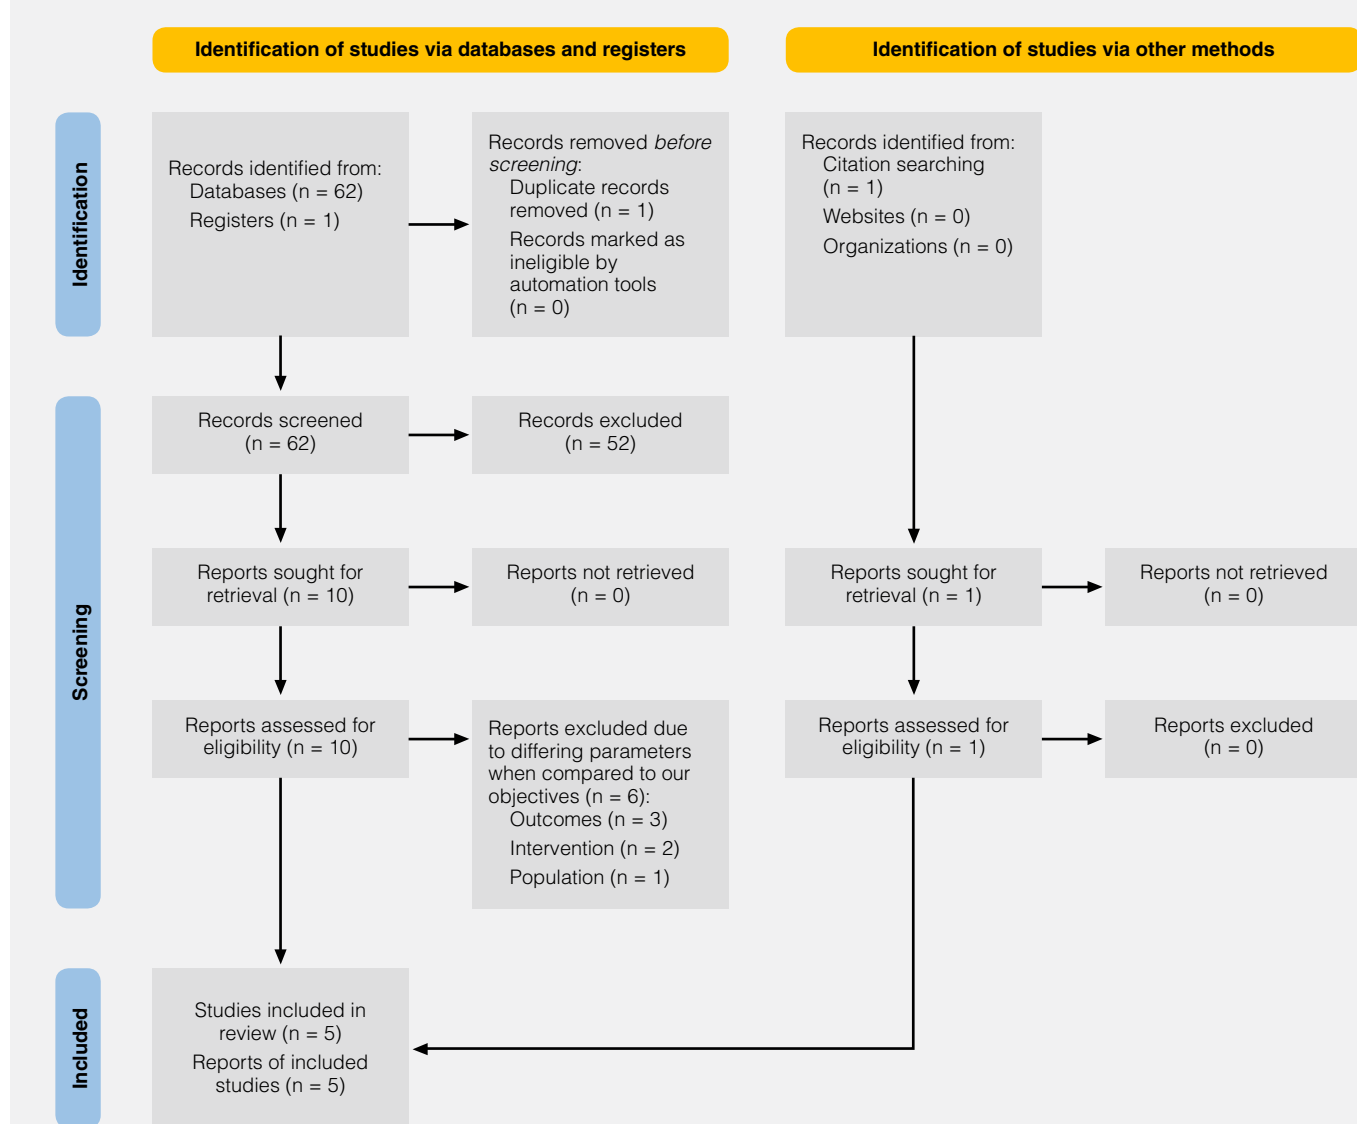 Identification of studies via databases and registers
Identification of studies via other methods
Identification
Records identified from:
Databases (n = 62)
Registers (n = 1)
Records removed before
screening:
Duplicate records
removed (n = 1)
Records marked as
ineligible by
automation tools
(n = 0)
Records identified from:
Citation searching
(n = 1)
Websites (n = 0)
Organizations (n = 0)
Screening
Records screened
(n = 62)
Records excluded
(n = 52)
Reports sought for
retrieval (n = 10)
Reports not retrieved
(n = 0)
Reports sought for
retrieval (n = 1)
Reports not retrieved
(n = 0)
Reports assessed for
eligibility (n = 10)
Reports excluded due
to differing parameters
when compared to our
objectives (n = 6):
Outcomes (n = 3)
Intervention (n = 2)
Population (n = 1)
Reports assessed for
eligibility (n = 1)
Reports excluded
(n = 0)
Included
Studies included in
review (n = 5)
Reports of included
studies (n = 5)